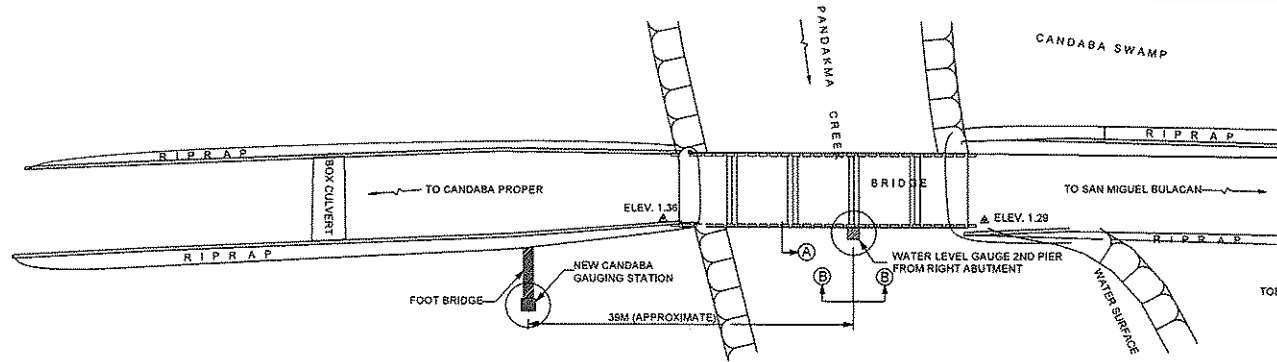 PANDAKMA CREEK
CANDABA SWAMP
RIPRAP
RIPRAP
BOX CULVERT
TO CANDABA PROPER
BRIDGE
TO SAN MIGUEL BULACAN
ELEV. 1.36
ELEV. 1.29
RIPRAP
RIPRAP
A
WATER LEVEL GAUGE 2ND PIER
FROM RIGHT ABUTMENT
B
B
NEW CANDABA
GAUGING STATION
FOOT BRIDGE
39M (APPROXIMATE)
WATER SURFACE